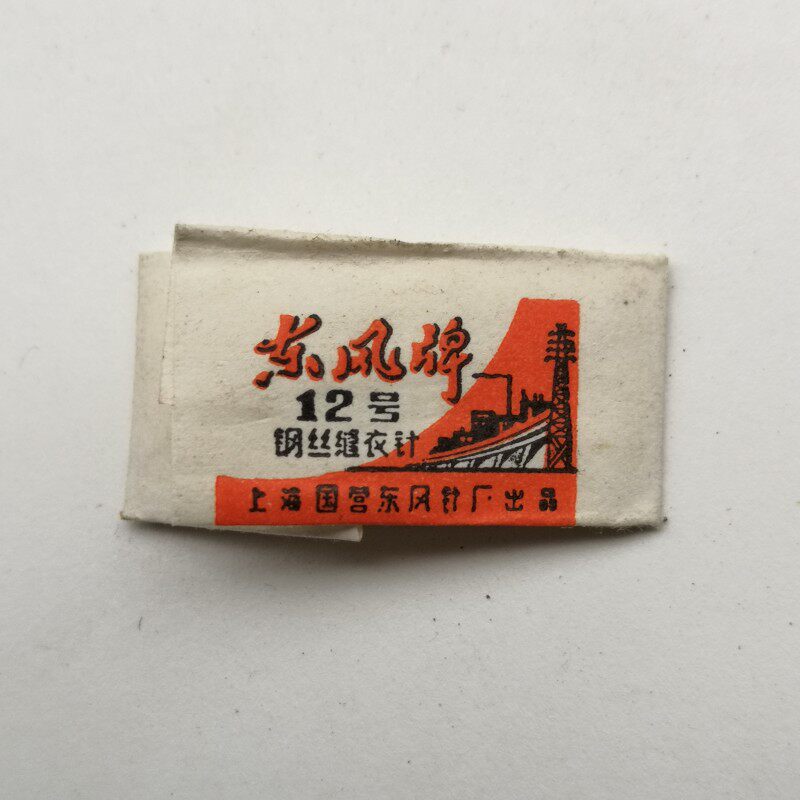 东风牌
12号
钢丝缝衣针
上海国营东风针厂出品